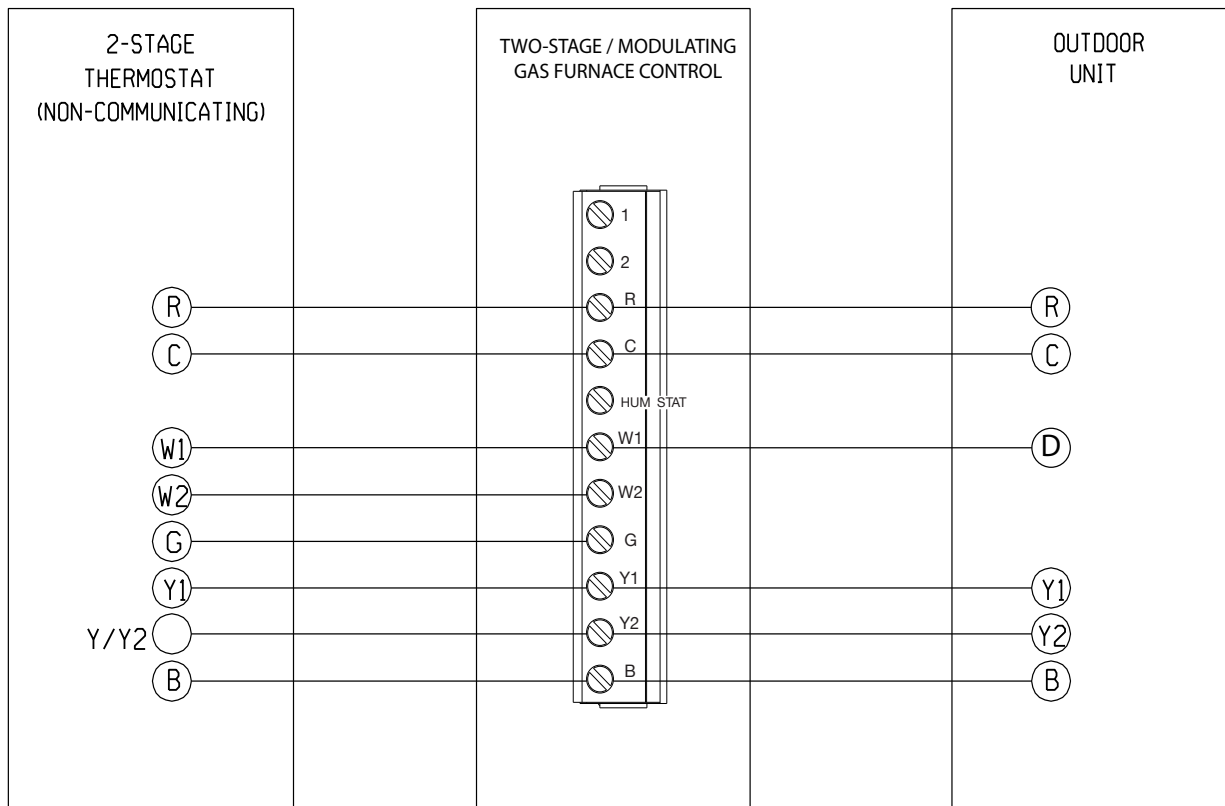 2-STAGE
THERMOSTAT
(NON-COMMUNICATING)
TWO-STAGE / MODULATING
GAS FURNACE CONTROL
OUTDOOR
UNIT
1
2
R R R
C C C
HUM STAT
W1 W1 D
W2 W2
G G
Y1 Y1 Y1
Y/Y2 Y2 Y2
B B B